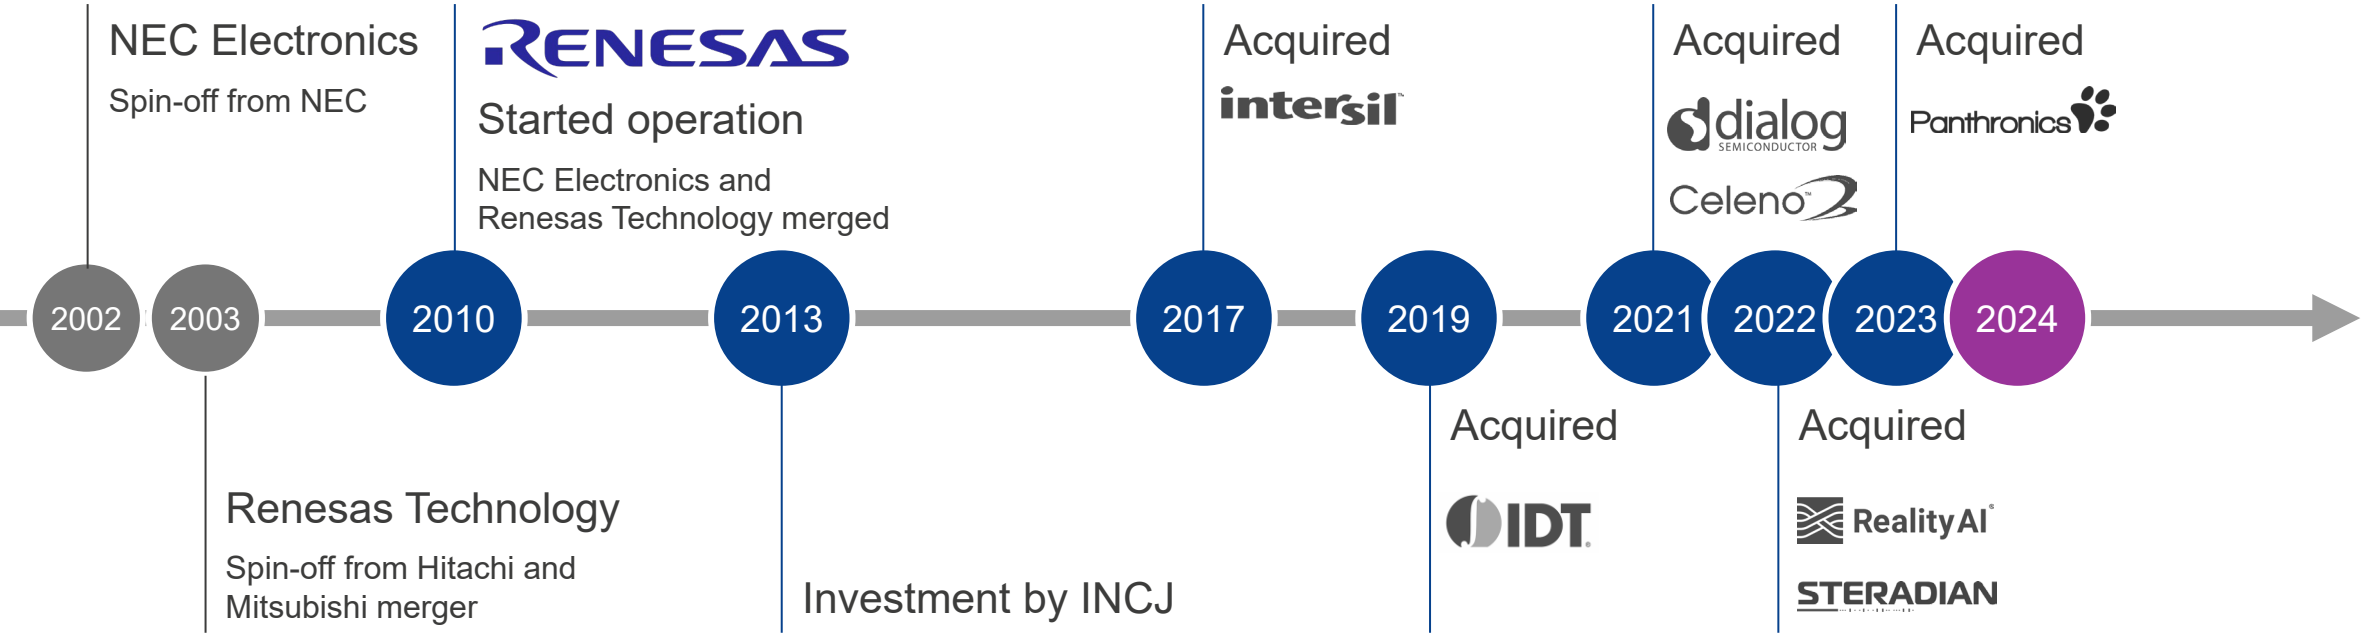 NEC Electronics
Spin-off from NEC
RENESAS
Started operation
NEC Electronics and
Renesas Technology merged
Acquired
intersil™
Acquired
dialog
SEMICONDUCTOR
Celeno™
Acquired
Panthronics
2002
2003
2010
2013
2017
2019
2021
2022
2023
2024
Renesas Technology
Spin-off from Hitachi and
Mitsubishi merger
Investment by INCJ
Acquired
IDT®
Acquired
Reality AI®
STERADIAN